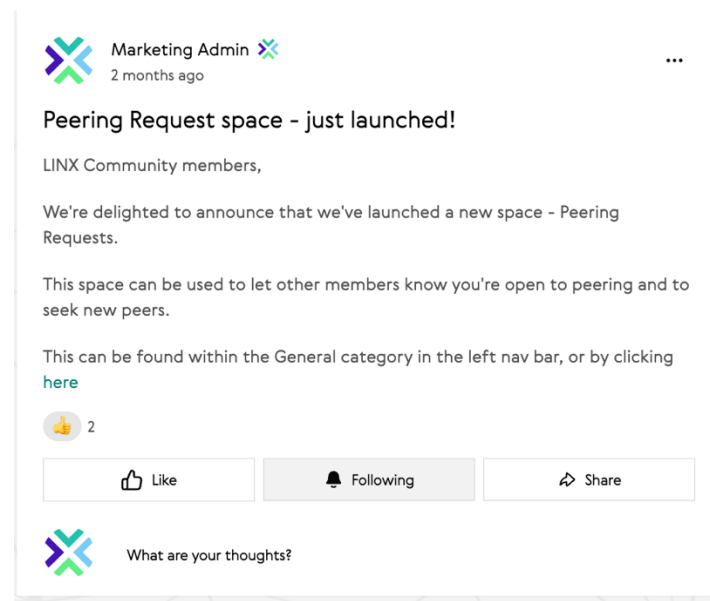 Marketing Admin
2 months ago
Peering Request space - just launched!
LINX Community members,
We're delighted to announce that we've launched a new space - Peering
Requests.
This space can be used to let other members know you're open to peering and to
seek new peers.
This can be found within the General category in the left nav bar, or by clicking
here
2
Like
Following
Share
What are your thoughts?